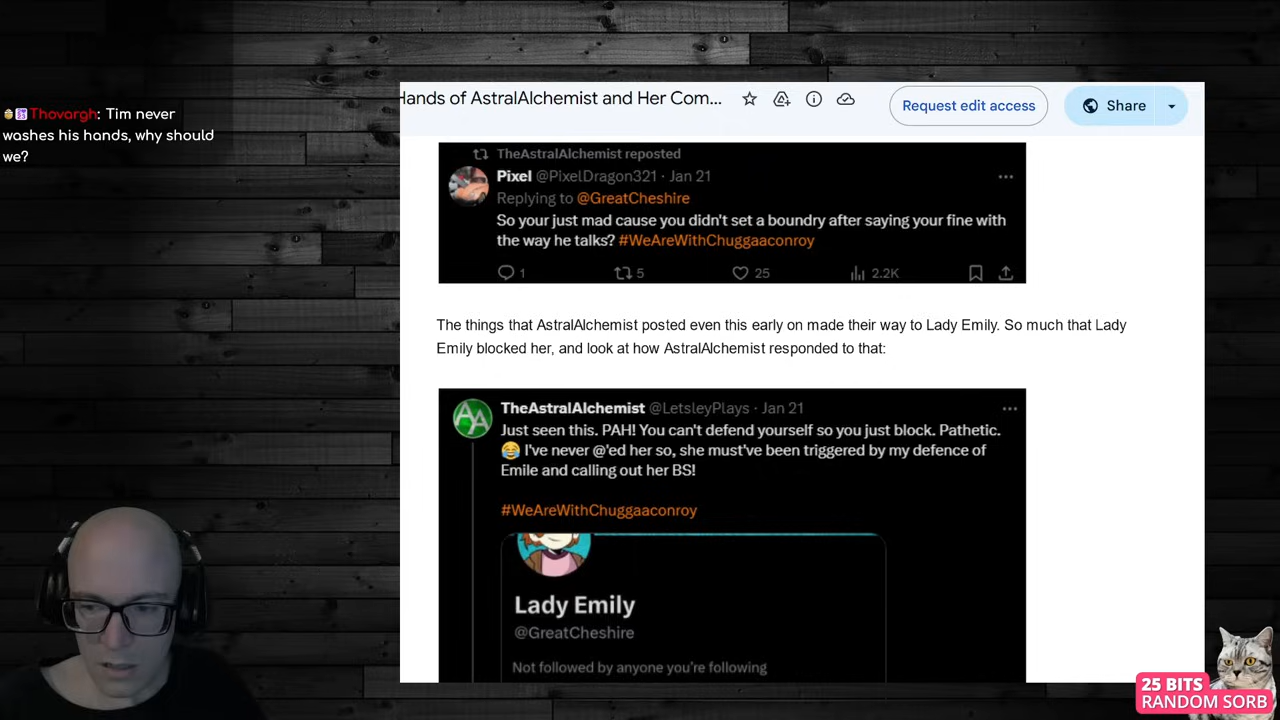 Thovargh: Tim never
washes his hands, why should
we?
Hands of AstralAlchemist and Her Com...
Request edit access
Share
TheAstralAlchemist reposted
Pixel @PixelDragon321 · Jan 21
Replying to @GreatCheshire
So your just mad cause you didn't set a boundry after saying your fine with
the way he talks? #WeAreWithChuggaaconroy
1 5 25 2.2K
The things that AstralAlchemist posted even this early on made their way to Lady Emily. So much that Lady
Emily blocked her, and look at how AstralAlchemist responded to that:
AA
TheAstralAlchemist @LetsleyPlays · Jan 21
Just seen this. PAH! You can't defend yourself so you just block. Pathetic.
😂 I've never @'ed her so, she must've been triggered by my defence of
Emile and calling out her BS!
#WeAreWithChuggaaconroy
Lady Emily
@GreatCheshire
Not followed by anyone you're following
25 BITS
RANDOM SORB